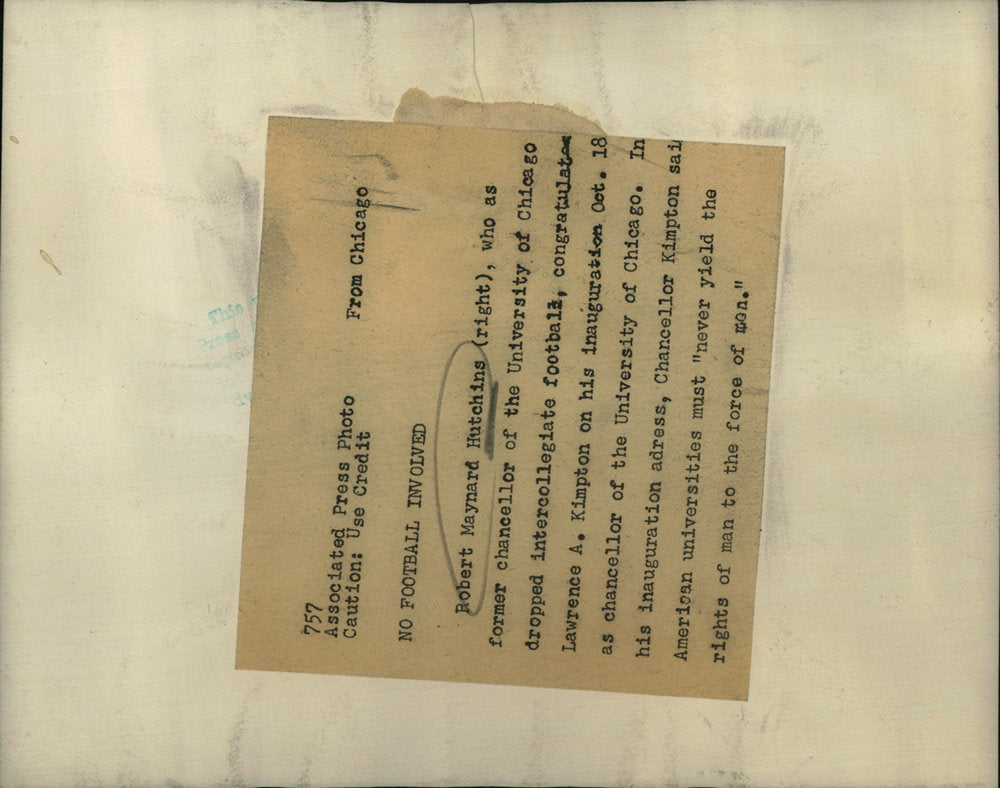 757
Associated Press Photo
Caution: Use Credit From Chicago
NO FOOTBALL INVOLVED
Robert Maynard Hutchins (right), who as
former chancellor of the University of Chicago
dropped intercollegiate football, congratulates
Lawrence A. Kimpton on his inauguration Oct. 18
as chancellor of the University of Chicago. In
his inauguration adress, Chancellor Kimpton sai
American universities must "never yield the
rights of man to the force of men."
This
Press